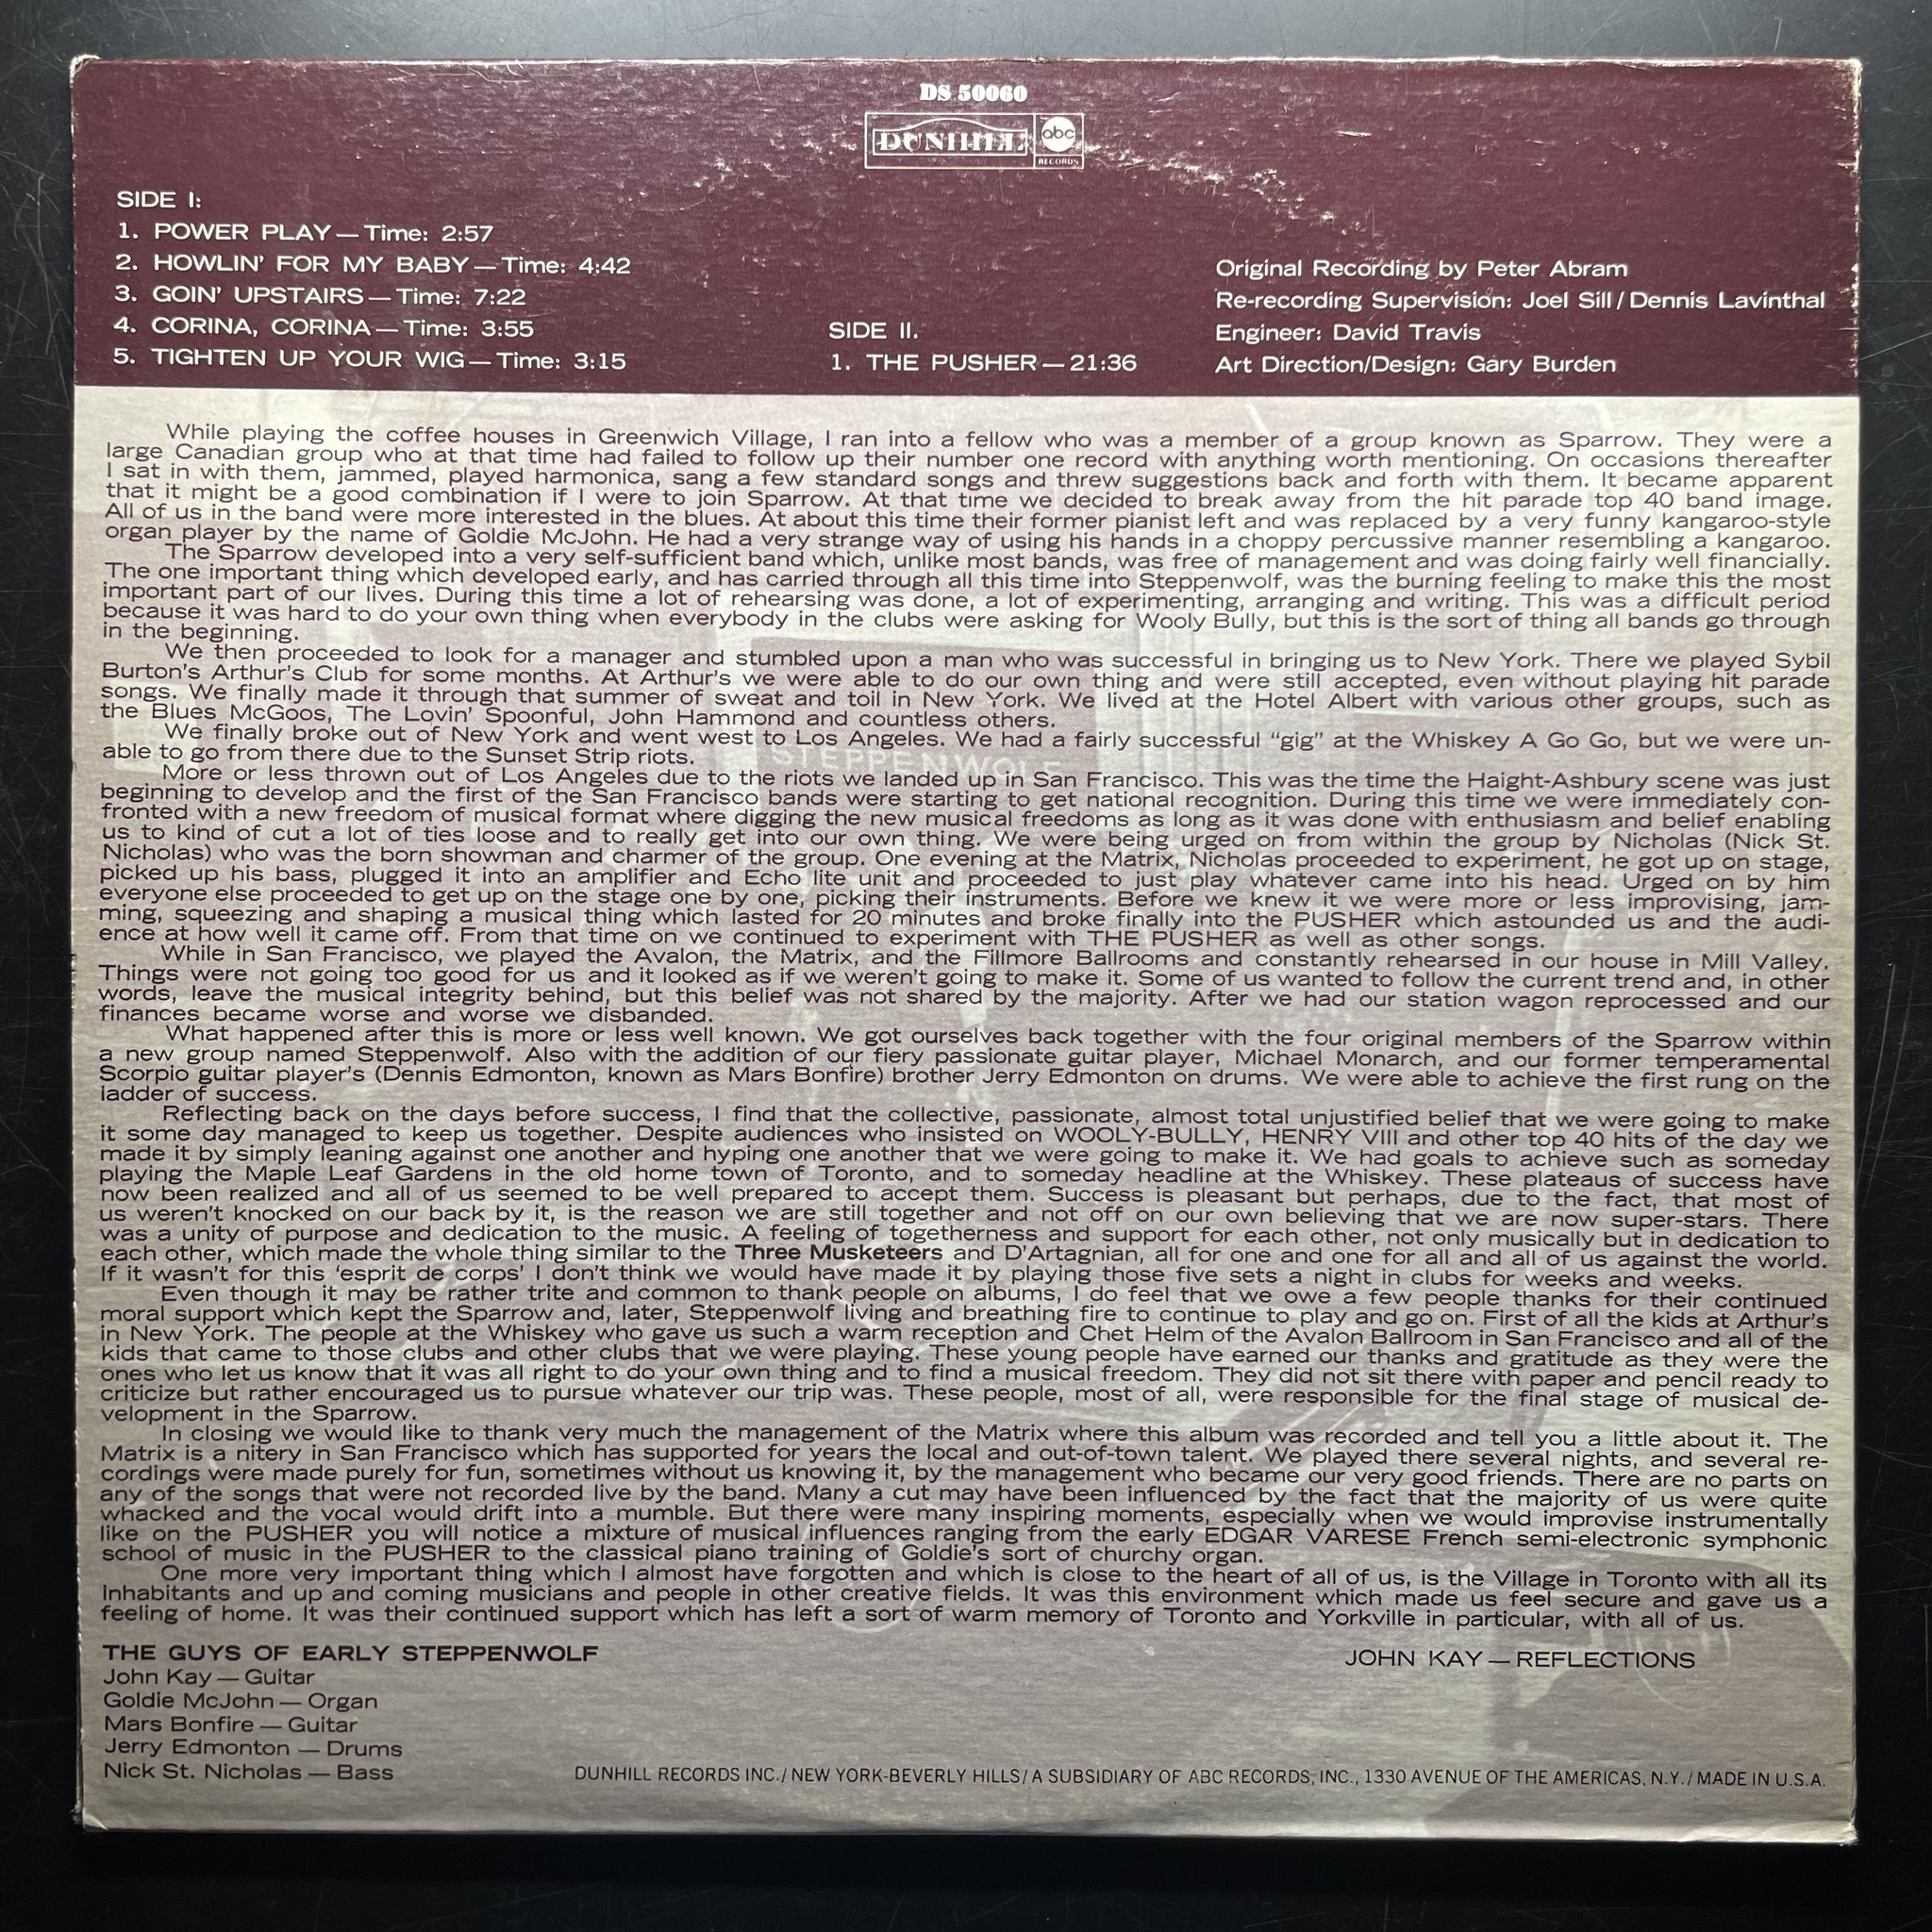 DS 50060
DUNHILL
abc
RECORDS
SIDE I:
1. POWER PLAY — Time: 2:57
2. HOWLIN' FOR MY BABY — Time: 4:42
3. GOIN' UPSTAIRS — Time: 7:22
4. CORINA, CORINA — Time: 3:55
5. TIGHTEN UP YOUR WIG — Time: 3:15
SIDE II.
1. THE PUSHER — 21:36
Original Recording by Peter Abram
Re-recording Supervision: Joel Sill / Dennis Lavinthal
Engineer: David Travis
Art Direction/Design: Gary Burden
While playing the coffee houses in Greenwich Village, I ran into a fellow who was a member of a group known as Sparrow. They were a
large Canadian group who at that time had failed to follow up their number one record with anything worth mentioning. On occasions thereafter
I sat in with them, jammed, played harmonica, sang a few standard songs and threw suggestions back and forth with them. It became apparent
that it might be a good combination if I were to join Sparrow. At that time we decided to break away from the hit parade top 40 band image.
All of us in the band were more interested in the blues. At about this time their former pianist left and was replaced by a very funny kangaroo-style
organ player by the name of Goldie McJohn. He had a very strange way of using his hands in a choppy percussive manner resembling a kangaroo.
The Sparrow developed into a very self-sufficient band which, unlike most bands, was free of management and was doing fairly well financially.
The one important thing which developed early, and has carried through all this time into Steppenwolf, was the burning feeling to make this the most
important part of our lives. During this time a lot of rehearsing was done, a lot of experimenting, arranging and writing. This was a difficult period
because it was hard to do your own thing when everybody in the clubs were asking for Wooly Bully, but this is the sort of thing all bands go through
in the beginning.
We then proceeded to look for a manager and stumbled upon a man who was successful in bringing us to New York. There we played Sybil
Burton's Arthur's Club for some months. At Arthur's we were able to do our own thing and were still accepted, even without playing hit parade
songs. We finally made it through that summer of sweat and toil in New York. We lived at the Hotel Albert with various other groups, such as
the Blues McGoos, The Lovin' Spoonful, John Hammond and countless others.
We finally broke out of New York and went west to Los Angeles. We had a fairly successful "gig" at the Whiskey A Go Go, but we were un-
able to go from there due to the Sunset Strip riots.
STEPPENWOLF
More or less thrown out of Los Angeles due to the riots we landed up in San Francisco. This was the time the Haight-Ashbury scene was just
beginning to develop and the first of the San Francisco bands were starting to get national recognition. During this time we were immediately con-
fronted with a new freedom of musical format where digging the new musical freedoms as long as it was done with enthusiasm and belief enabling
us to kind of cut a lot of ties loose and to really get into our own thing. We were being urged on from within the group by Nicholas (Nick St.
Nicholas) who was the born showman and charmer of the group. One evening at the Matrix, Nicholas proceeded to experiment, he got up on stage,
picked up his bass, plugged it into an amplifier and Echo lite unit and proceeded to just play whatever came into his head. Urged on by him
everyone else proceeded to get up on the stage one by one, picking their instruments. Before we knew it we were more or less improvising, jam-
ming, squeezing and shaping a musical thing which lasted for 20 minutes and broke finally into the PUSHER which astounded us and the audi-
ence at how well it came off. From that time on we continued to experiment with THE PUSHER as well as other songs.
While in San Francisco, we played the Avalon, the Matrix, and the Fillmore Ballrooms and constantly rehearsed in our house in Mill Valley.
Things were not going too good for us and it looked as if we weren't going to make it. Some of us wanted to follow the current trend and, in other
words, leave the musical integrity behind, but this belief was not shared by the majority. After we had our station wagon reprocessed and our
finances became worse and worse we disbanded.
What happened after this is more or less well known. We got ourselves back together with the four original members of the Sparrow within
a new group named Steppenwolf. Also with the addition of our fiery passionate guitar player, Michael Monarch, and our former temperamental
Scorpio guitar player's (Dennis Edmonton, known as Mars Bonfire) brother Jerry Edmonton on drums. We were able to achieve the first rung on the
ladder of success.
Reflecting back on the days before success, I find that the collective, passionate, almost total unjustified belief that we were going to make
it some day managed to keep us together. Despite audiences who insisted on WOOLY-BULLY, HENRY VIII and other top 40 hits of the day we
made it by simply leaning against one another and hyping one another that we were going to make it. We had goals to achieve such as someday
playing the Maple Leaf Gardens in the old home town of Toronto, and to someday headline at the Whiskey. These plateaus of success have
now been realized and all of us seemed to be well prepared to accept them. Success is pleasant but perhaps, due to the fact, that most of
us weren't knocked on our back by it, is the reason we are still together and not off on our own believing that we are now super-stars. There
was a unity of purpose and dedication to the music. A feeling of togetherness and support for each other, not only musically but in dedication to
each other, which made the whole thing similar to the Three Musketeers and D'Artagnian, all for one and one for all and all of us against the world.
If it wasn't for this 'esprit de corps' I don't think we would have made it by playing those five sets a night in clubs for weeks and weeks.
Even though it may be rather trite and common to thank people on albums, I do feel that we owe a few people thanks for their continued
moral support which kept the Sparrow and, later, Steppenwolf living and breathing fire to continue to play and go on. First of all the kids at Arthur's
in New York. The people at the Whiskey who gave us such a warm reception and Chet Helm of the Avalon Ballroom in San Francisco and all of the
kids that came to those clubs and other clubs that we were playing. These young people have earned our thanks and gratitude as they were the
ones who let us know that it was all right to do your own thing and to find a musical freedom. They did not sit there with paper and pencil ready to
criticize but rather encouraged us to pursue whatever our trip was. These people, most of all, were responsible for the final stage of musical de-
velopment in the Sparrow.
In closing we would like to thank very much the management of the Matrix where this album was recorded and tell you a little about it. The
Matrix is a nitery in San Francisco which has supported for years the local and out-of-town talent. We played there several nights, and several re-
cordings were made purely for fun, sometimes without us knowing it, by the management who became our very good friends. There are no parts on
any of the songs that were not recorded live by the band. Many a cut may have been influenced by the fact that the majority of us were quite
whacked and the vocal would drift into a mumble. But there were many inspiring moments, especially when we would improvise instrumentally
like on the PUSHER you will notice a mixture of musical influences ranging from the early EDGAR VARESE French semi-electronic symphonic
school of music in the PUSHER to the classical piano training of Goldie's sort of churchy organ.
One more very important thing which I almost have forgotten and which is close to the heart of all of us, is the Village in Toronto with all its
inhabitants and up and coming musicians and people in other creative fields. It was this environment which made us feel secure and gave us a
feeling of home. It was their continued support which has left a sort of warm memory of Toronto and Yorkville in particular, with all of us.
JOHN KAY — REFLECTIONS
THE GUYS OF EARLY STEPPENWOLF
John Kay — Guitar
Goldie McJohn — Organ
Mars Bonfire — Guitar
Jerry Edmonton — Drums
Nick St. Nicholas — Bass
DUNHILL RECORDS INC. / NEW YORK-BEVERLY HILLS / A SUBSIDIARY OF ABC RECORDS, INC., 1330 AVENUE OF THE AMERICAS, N.Y. / MADE IN U.S.A.